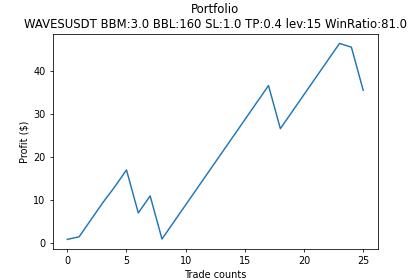 Portfolio
WAVESUSDT BBM:3.0 BBL:160 SL:1.0 TP:0.4 lev:15 WinRatio:81.0
Profit ($)
40
30
20
10
0
0 5 10 15 20 25
Trade counts